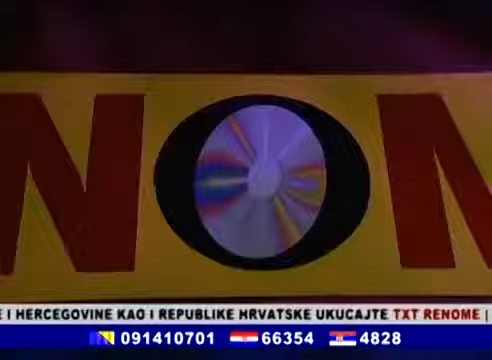 NOM
E I HERCEGOVINE KAO I REPUBLIKE HRVATSKE UKUCAJTE TXT RENOME |
091410701 66354 4828